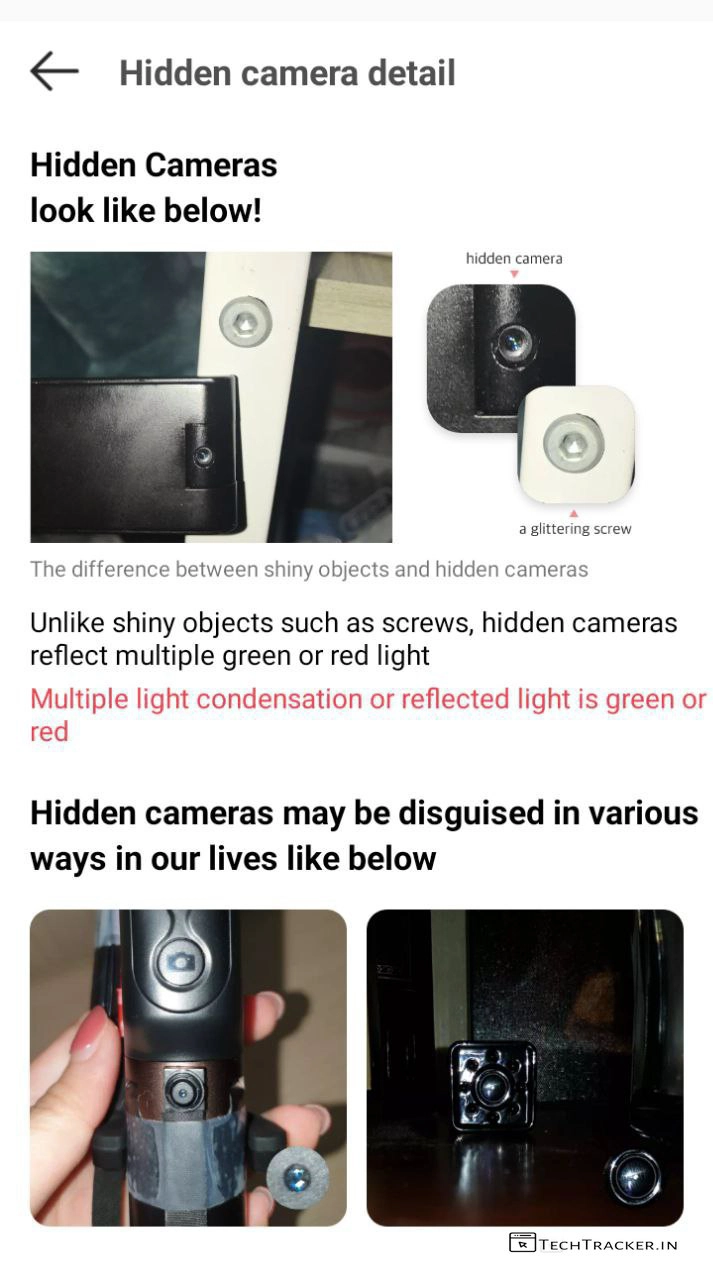 Hidden camera detail
Hidden Cameras
look like below!
hidden camera
a glittering screw
The difference between shiny objects and hidden cameras
Unlike shiny objects such as screws, hidden cameras
reflect multiple green or red light
Multiple light condensation or reflected light is green or
red
Hidden cameras may be disguised in various
ways in our lives like below
TECHTRACKER.IN